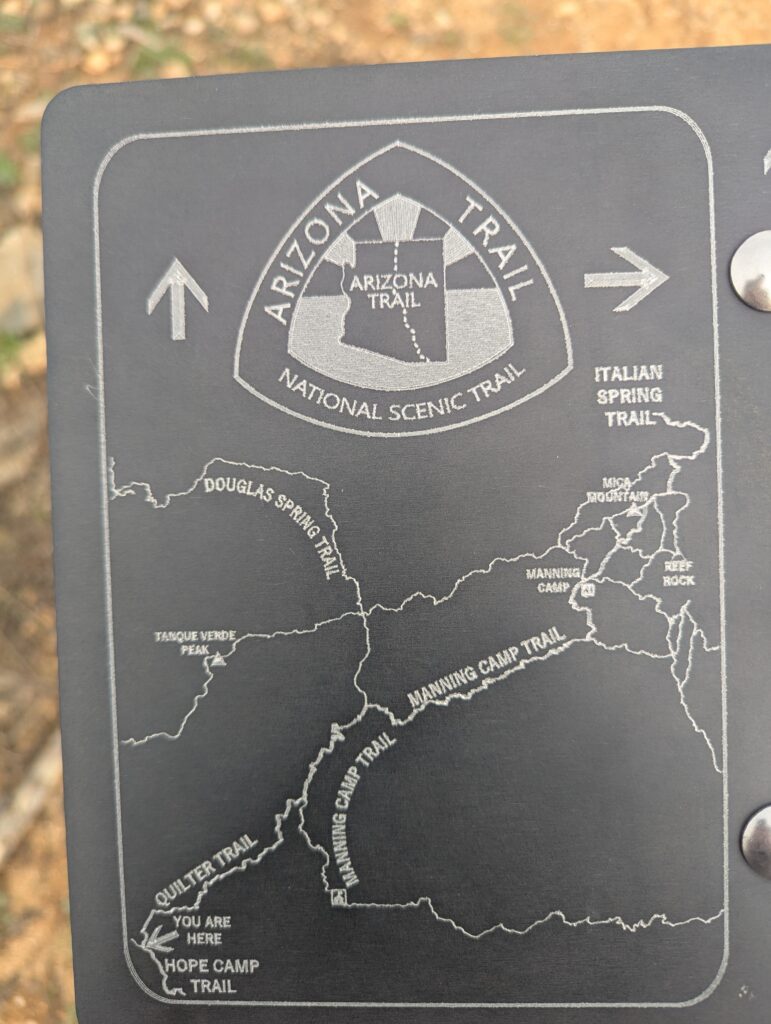 ARIZONA TRAIL
ARIZONA
TRAIL
NATIONAL SCENIC TRAIL
ITALIAN
SPRING
TRAIL
DOUGLAS SPRING TRAIL
MICA
MOUNTAIN
MANNING
CAMP
REEF
ROCK
TANQUE VERDE
PEAK
MANNING CAMP TRAIL
MANNING CAMP TRAIL
QUILTER TRAIL
YOU ARE
HERE
HOPE CAMP
TRAIL